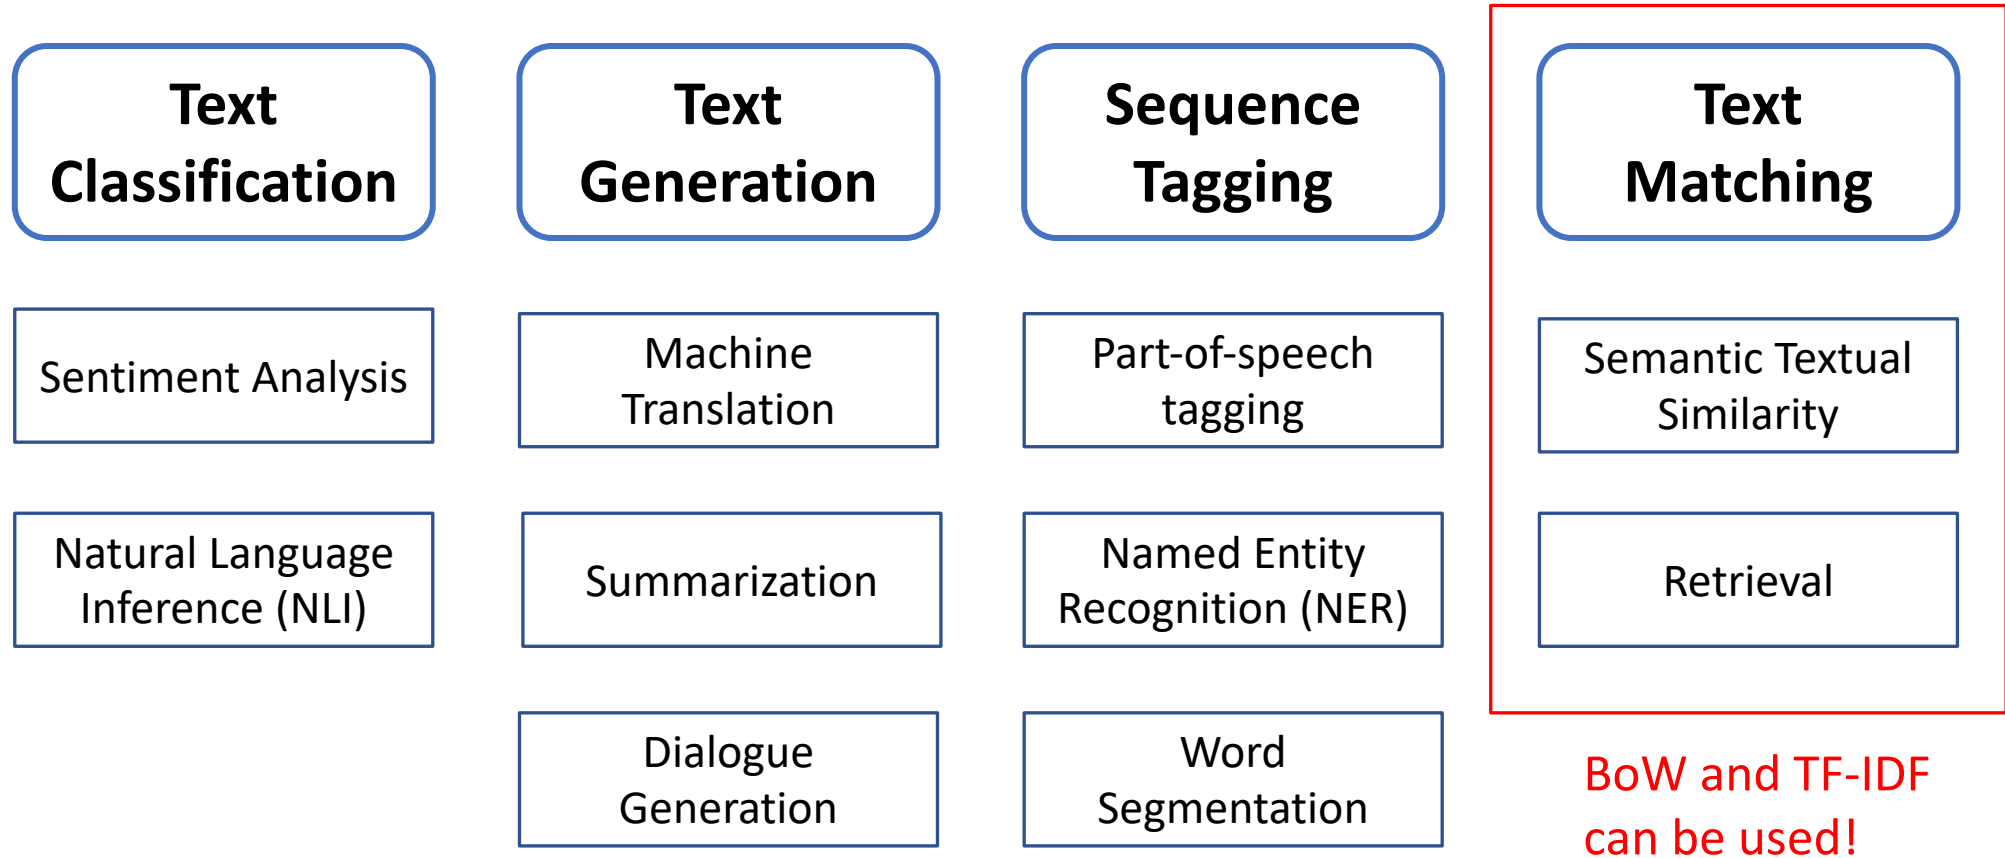 Text
Classification
Sentiment Analysis
Natural Language
Inference (NLI)
Text
Generation
Machine
Translation
Summarization
Dialogue
Generation
Sequence
Tagging
Part-of-speech
tagging
Named Entity
Recognition (NER)
Word
Segmentation
Text
Matching
Semantic Textual
Similarity
Retrieval
BoW and TF-IDF
can be used!